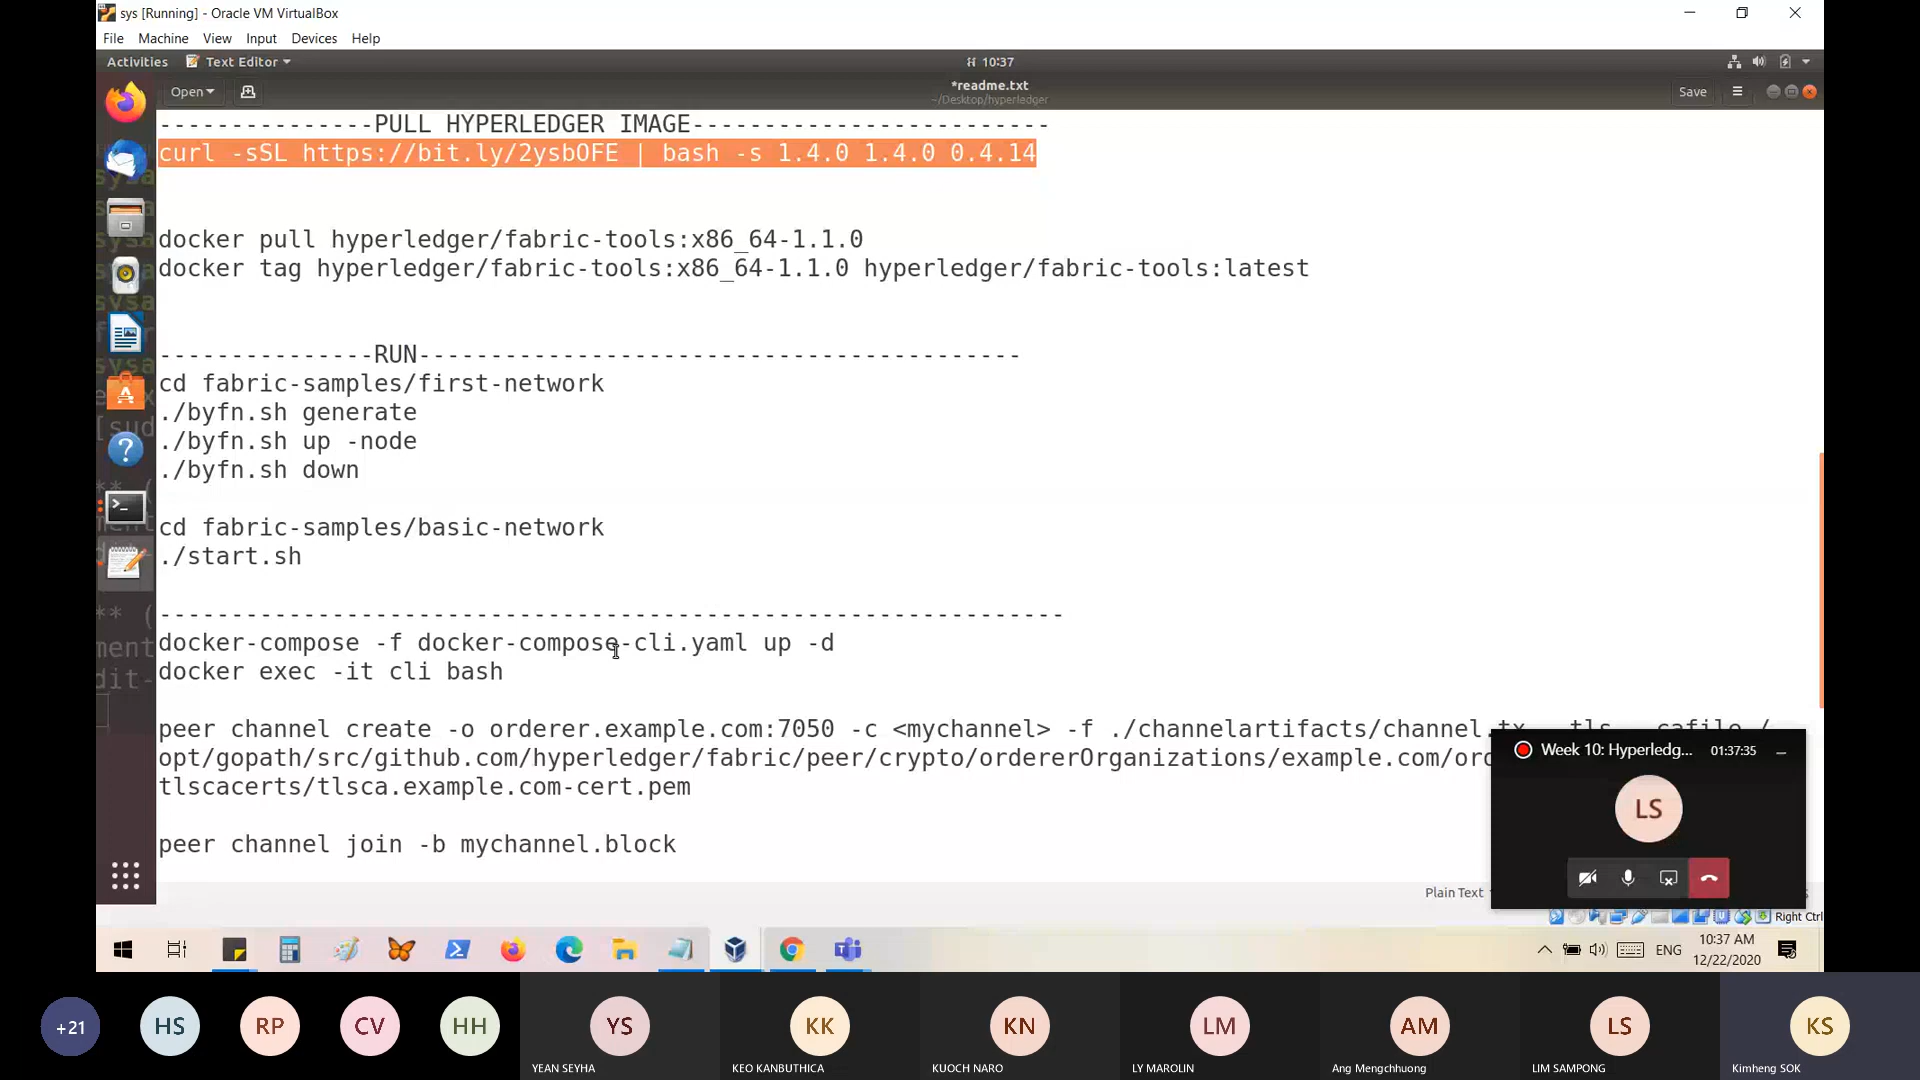 sys [Running] - Oracle VM VirtualBox
File Machine View Input Devices Help
Activities Text Editor 10:37
Open *readme.txt Save
~/Desktop/hyperledger
---------------PULL HYPERLEDGER IMAGE-------------------------
curl -sSL https://bit.ly/2ysbOFE | bash -s 1.4.0 1.4.0 0.4.14
docker pull hyperledger/fabric-tools:x86_64-1.1.0
docker tag hyperledger/fabric-tools:x86_64-1.1.0 hyperledger/fabric-tools:latest
---------------RUN------------------------------------------
cd fabric-samples/first-network
./byfn.sh generate
./byfn.sh up -node
./byfn.sh down
cd fabric-samples/basic-network
./start.sh
---------------------------------------------------------------
docker-compose -f docker-compose-cli.yaml up -d
docker exec -it cli bash
peer channel create -o orderer.example.com:7050 -c <mychannel> -f ./channelartifacts/channel.tx --tls --cafile /
opt/gopath/src/github.com/hyperledger/fabric/peer/crypto/ordererOrganizations/example.com/ord
tlscacerts/tlsca.example.com-cert.pem
peer channel join -b mychannel.block
Plain Text
Week 10: Hyperledg... 01:37:35
LS
Right Ctrl
ENG
10:37 AM
12/22/2020
+21 HS RP CV HH YS KK KN LM AM LS KS
YEAN SEYHA KEO KANBUTHICA KUOCH NARO LY MAROLIN Ang Mengchhuong LIM SAMPONG Kimheng SOK